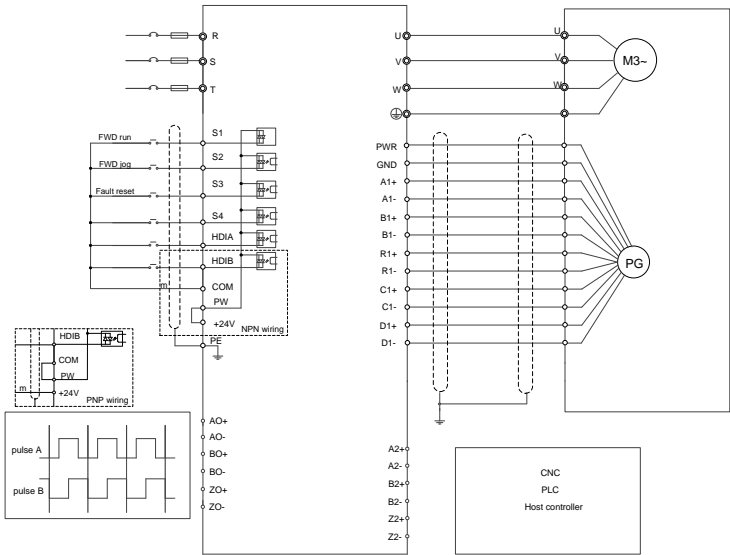 R
S
T
U
V
W
U
V
W
M3~
FWD run
S1
FWD jog
S2
Fault reset
S3
S4
HDIA
HDIB
m
COM
PW
+24V
NPN wiring
PE
PWR
GND
A1+
A1-
B1+
B1-
R1+
R1-
C1+
C1-
D1+
D1-
PG
HDIB
COM
PW
m
+24V
PNP wiring
pulse A
pulse B
AO+
AO-
BO+
BO-
ZO+
ZO-
A2+
A2-
B2+
B2-
Z2+
Z2-
CNC
PLC
Host controller